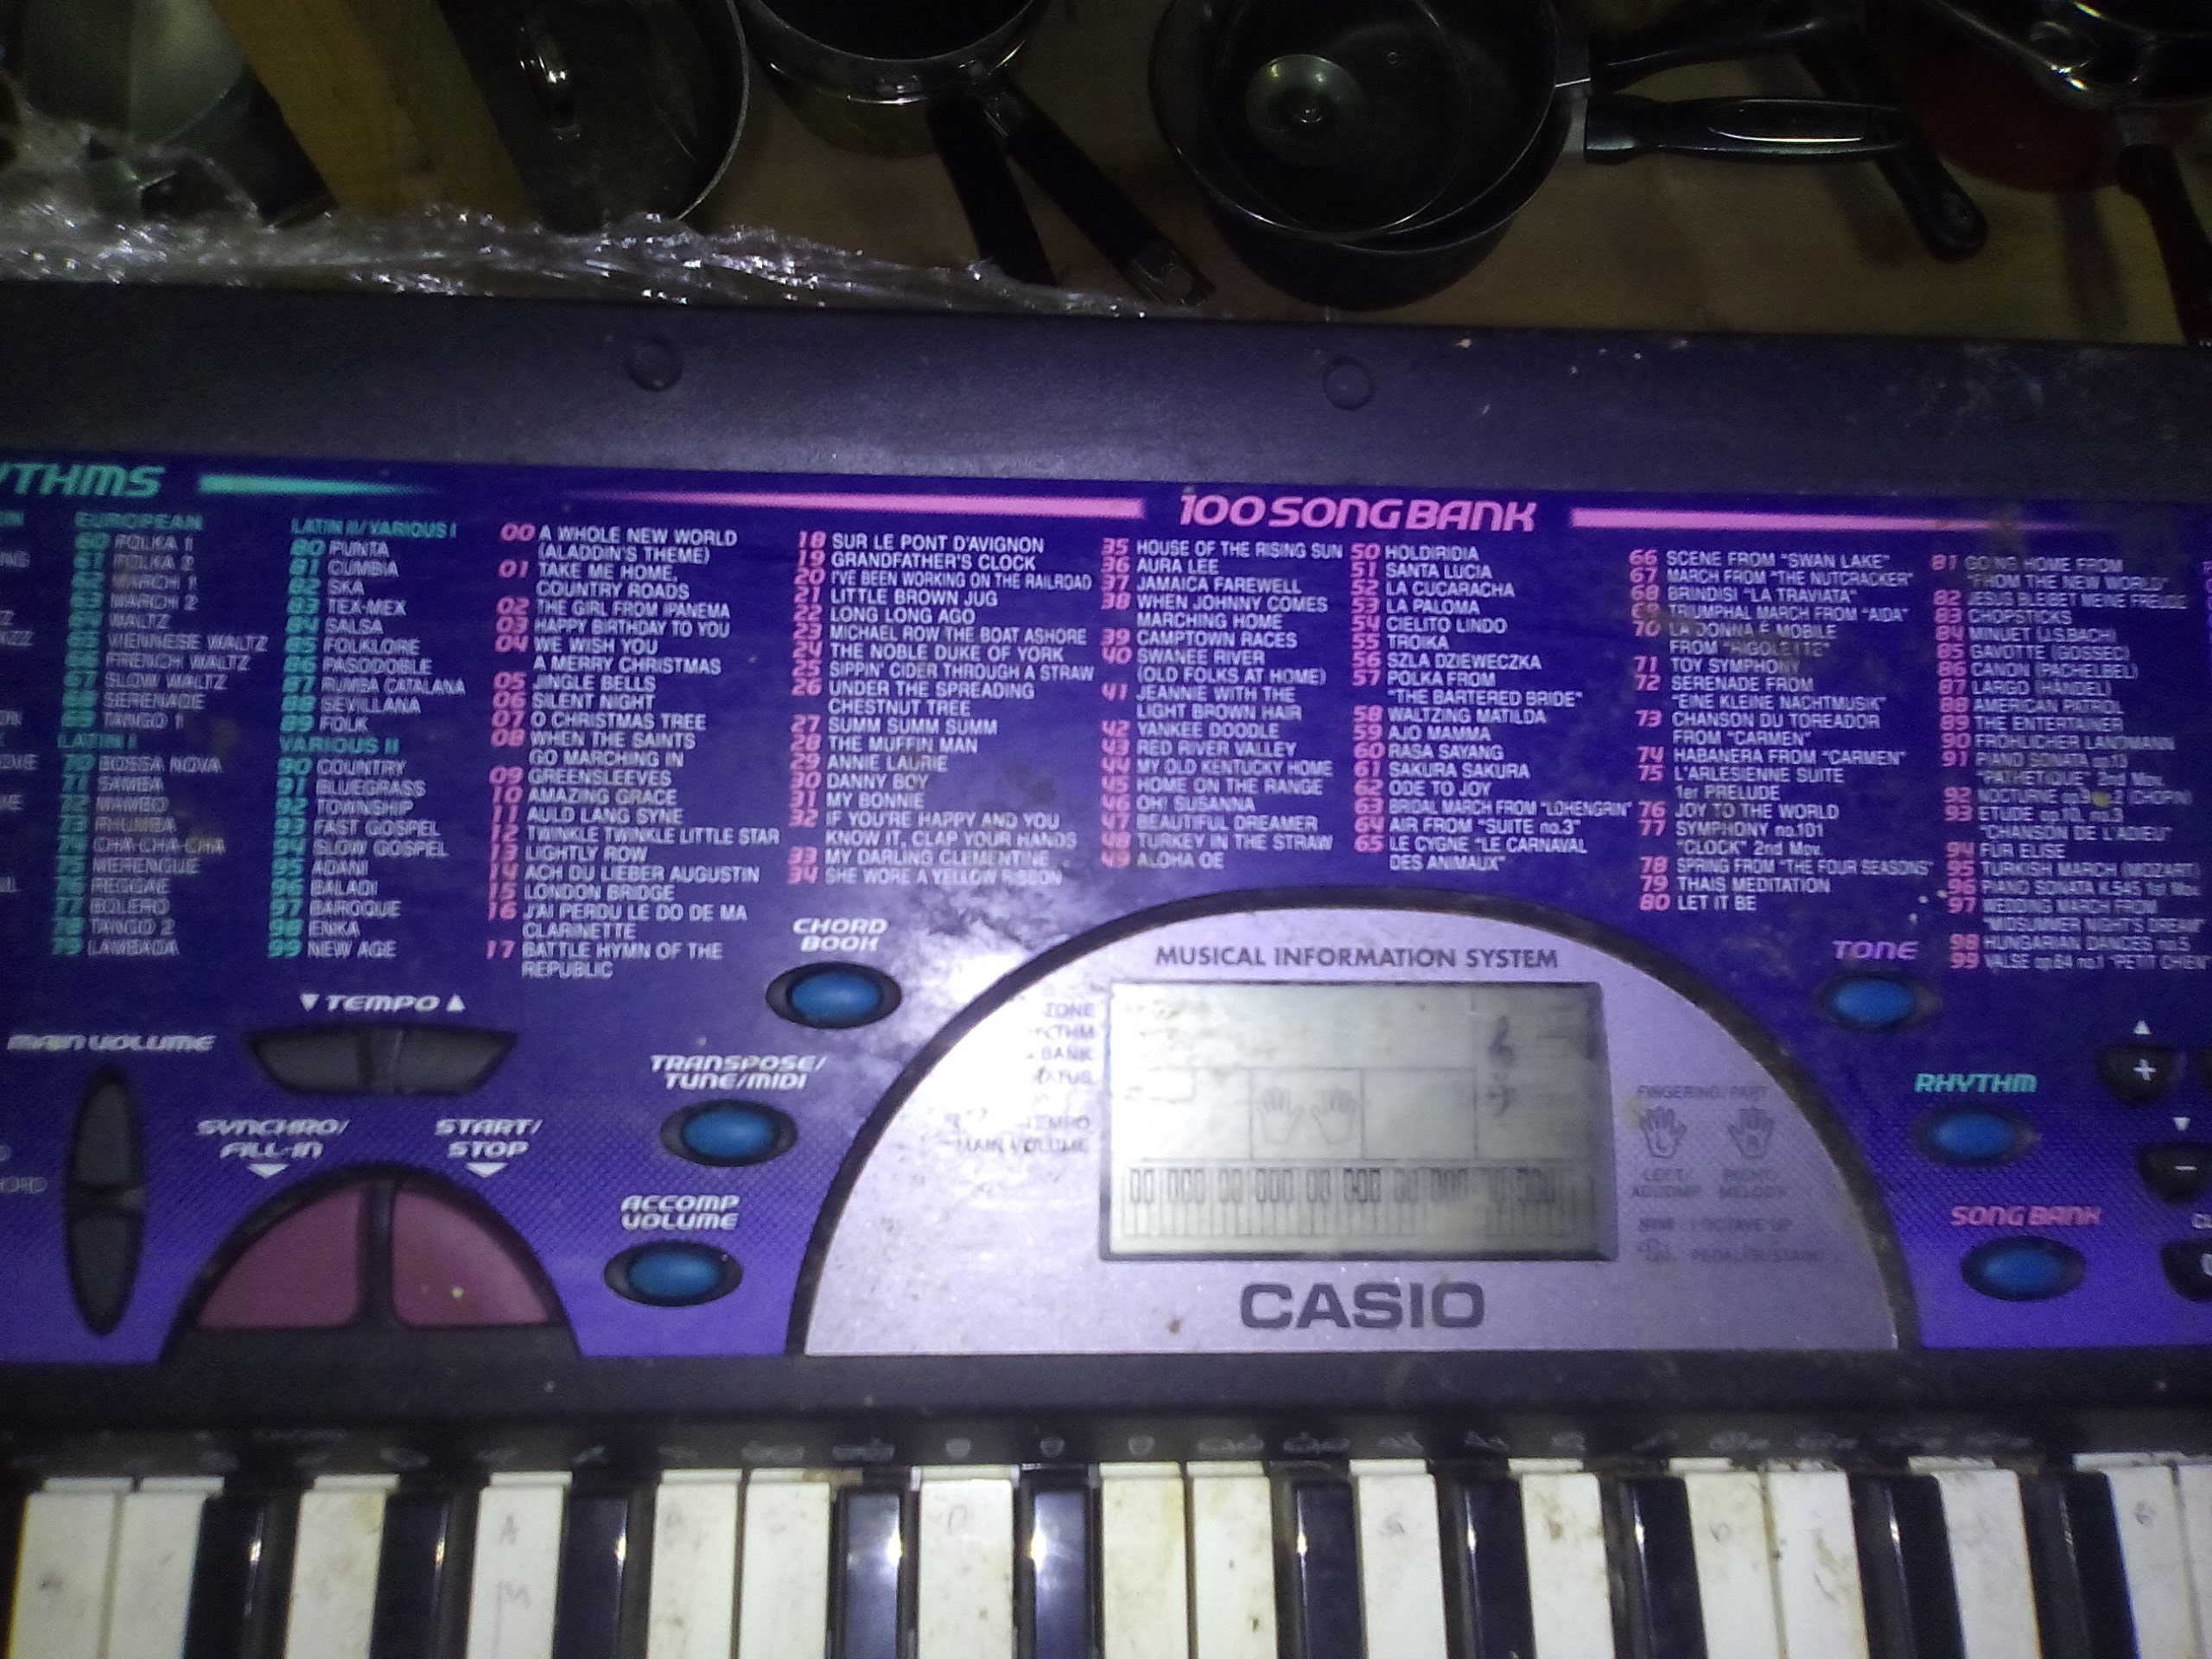 YTHMS
100 SONG BANK
EUROPEAN
60 POLKA 1
61 POLKA 2
62 MARCH 1
63 MARCH 2
64 WALTZ
65 VIENNESE WALTZ
66 FRENCH WALTZ
67 SLOW WALTZ
68 SERENADE
69 TANGO 1
LATIN I
70 BOSSA NOVA
71 SAMBA
72 MAMBO
73 RHUMBA
74 CHA-CHA-CHA
75 MERENGUE
76 REGGAE
77 BOLERO
78 TANGO 2
79 LAMBADA
LATIN II/VARIOUS I
80 PUNTA
81 CUMBIA
82 SKA
83 TEX-MEX
84 SALSA
85 FOLKLORE
86 PASODOBLE
87 RUMBA CATALANA
88 SEVILLANA
89 FOLK
VARIOUS II
90 COUNTRY
91 BLUEGRASS
92 TOWNSHIP
93 FAST GOSPEL
94 SLOW GOSPEL
95 ADANI
96 BALADI
97 BAROQUE
98 ENKA
99 NEW AGE
00 A WHOLE NEW WORLD
(ALADDIN'S THEME)
01 TAKE ME HOME,
COUNTRY ROADS
02 THE GIRL FROM IPANEMA
03 HAPPY BIRTHDAY TO YOU
04 WE WISH YOU
A MERRY CHRISTMAS
05 JINGLE BELLS
06 SILENT NIGHT
07 O CHRISTMAS TREE
08 WHEN THE SAINTS
GO MARCHING IN
09 GREENSLEEVES
10 AMAZING GRACE
11 AULD LANG SYNE
12 TWINKLE TWINKLE LITTLE STAR
13 LIGHTLY ROW
14 ACH DU LIEBER AUGUSTIN
15 LONDON BRIDGE
16 J'AI PERDU LE DO DE MA
CLARINETTE
17 BATTLE HYMN OF THE
REPUBLIC
18 SUR LE PONT D'AVIGNON
19 GRANDFATHER'S CLOCK
20 I'VE BEEN WORKING ON THE RAILROAD
21 LITTLE BROWN JUG
22 LONG LONG AGO
23 MICHAEL ROW THE BOAT ASHORE
24 THE NOBLE DUKE OF YORK
25 SIPPIN' CIDER THROUGH A STRAW
26 UNDER THE SPREADING
CHESTNUT TREE
27 SUMM SUMM SUMM
28 THE MUFFIN MAN
29 ANNIE LAURIE
30 DANNY BOY
31 MY BONNIE
32 IF YOU'RE HAPPY AND YOU
KNOW IT, CLAP YOUR HANDS
33 MY DARLING CLEMENTINE
34 SHE WORE A YELLOW RIBBON
35 HOUSE OF THE RISING SUN
36 AURA LEE
37 JAMAICA FAREWELL
38 WHEN JOHNNY COMES
MARCHING HOME
39 CAMPTOWN RACES
40 SWANEE RIVER
(OLD FOLKS AT HOME)
41 JEANNIE WITH THE
LIGHT BROWN HAIR
42 YANKEE DOODLE
43 RED RIVER VALLEY
44 MY OLD KENTUCKY HOME
45 HOME ON THE RANGE
46 OH! SUSANNA
47 BEAUTIFUL DREAMER
48 TURKEY IN THE STRAW
49 ALOHA OE
50 HOLDIRIDIA
51 SANTA LUCIA
52 LA CUCARACHA
53 LA PALOMA
54 CIELITO LINDO
55 TROIKA
56 SZLA DZIEWECZKA
57 POLKA FROM
"THE BARTERED BRIDE"
58 WALTZING MATILDA
59 AJO MAMMA
60 RASA SAYANG
61 SAKURA SAKURA
62 ODE TO JOY
63 BRIDAL MARCH FROM "LOHENGRIN"
64 AIR FROM "SUITE no.3"
65 LE CYGNE "LE CARNAVAL
DES ANIMAUX"
66 SCENE FROM "SWAN LAKE"
67 MARCH FROM "THE NUTCRACKER"
68 BRINDISI "LA TRAVIATA"
69 TRIUMPHAL MARCH FROM "AIDA"
70 LA DONNA E MOBILE
FROM "RIGOLETTE"
71 TOY SYMPHONY
72 SERENADE FROM
"EINE KLEINE NACHTMUSIK"
73 CHANSON DU TOREADOR
FROM "CARMEN"
74 HABANERA FROM "CARMEN"
75 L'ARLESIENNE SUITE
1er PRELUDE
76 JOY TO THE WORLD
77 SYMPHONY no.101
"CLOCK" 2nd Mov.
78 SPRING FROM "THE FOUR SEASONS"
79 THAIS MEDITATION
80 LET IT BE
81 GOING HOME FROM
"FROM THE NEW WORLD"
82 JESUS BLEIBET MEINE FREUDE
83 CHOPSTICKS
84 MINUET (J.S.BACH)
85 GAVOTTE (GOSSEC)
86 CANON (PACHELBEL)
87 LARGO (HÄNDEL)
88 AMERICAN PATROL
89 THE ENTERTAINER
90 FRÖHLICHER LANDMANN
91 PIANO SONATA op.13
"PATHETIQUE" 2nd Mov.
92 NOCTURNE (CHOPIN)
93 ETUDE op.10, no.3
"CHANSON DE L'ADIEU"
94 FÜR ELISE
95 TURKISH MARCH (MOZART)
96 PIANO SONATA K.545 1st Mov.
97 WEDDING MARCH FROM
"MIDSUMMER NIGHT'S DREAM"
98 HUNGARIAN DANCES no.5
99 VALSE op.64 no.1 "PETIT CHIEN"
CHORD
BOOK
TEMPO
MAIN VOLUME
TRANSPOSE/
TUNE/MIDI
SYNCHRO/
FILL-IN
START/
STOP
ACCOMP
VOLUME
MUSICAL INFORMATION SYSTEM
TONE
BANK
TEMPO
MAIN VOLUME
FINGERING/PART
L R
LEFT/
ACCOMP
RIGHT/
MELODY
1 OCTAVE UP
PEDAL/SUSTAIN
CASIO
TONE
RHYTHM
SONG BANK
+
−
A
M
D